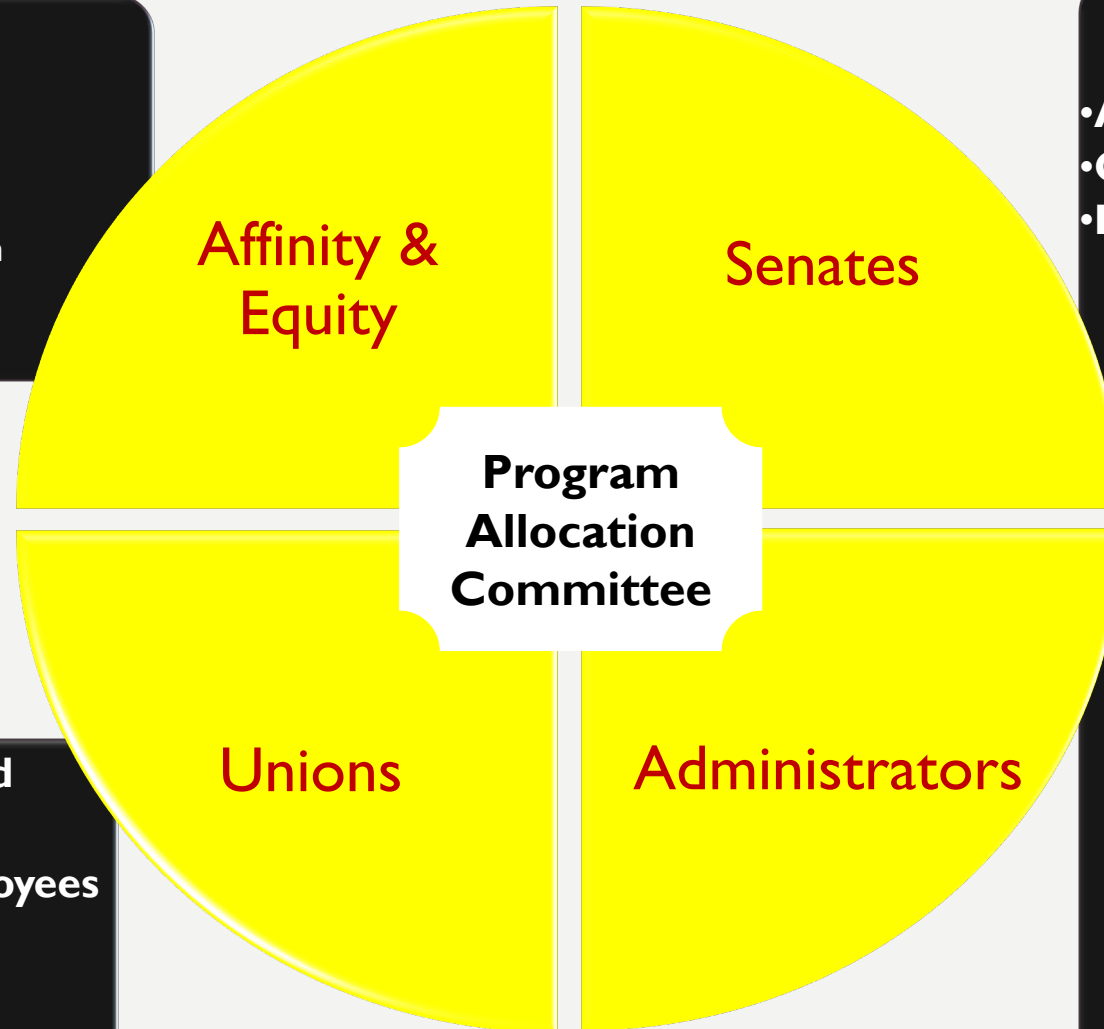 Affinity &
Equity
Senates
Program
Allocation
Committee
Unions
Administrators